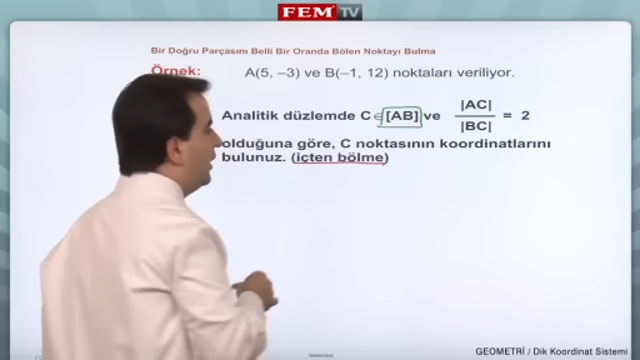 FEM TV
Bir Doğru Parçasını Belli Bir Oranda Bölen Noktayı Bulma
Örnek: A(5, –3) ve B(–1, 12) noktaları veriliyor.
Analitik düzlemde C∈[AB] ve |AC| / |BC| = 2
olduğuna göre, C noktasının koordinatlarını
bulunuz. (içten bölme)
GEOMETRİ / Dik Koordinat Sistemi